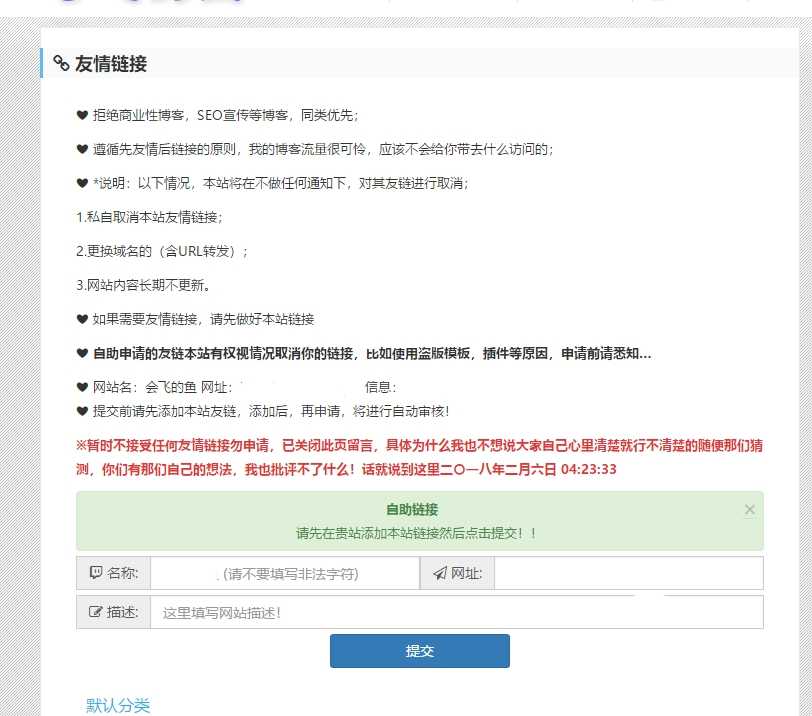 友情链接
拒绝商业性博客，SEO宣传等博客，同类优先；
遵循先友情后链接的原则，我的博客流量很可怜，应该不会给你带去什么访问的；
*说明：以下情况，本站将在不做任何通知下，对其友链进行取消；
1.私自取消本站友情链接；
2.更换域名的（含URL转发）；
3.网站内容长期不更新。
如果需要友情链接，请先做好本站链接
自助申请的友链本站有权视情况取消你的链接，比如使用盗版模板，插件等原因，申请前请悉知...
网站名：会飞的鱼 网址： 信息：
提交前请先添加本站友链，添加后，再申请，将进行自动审核！
※暂时不接受任何友情链接勿申请，已关闭此页留言，具体为什么我也不想说大家自己心里清楚就行不清楚的随便那们猜
测，你们有那们自己的想法，我也批评不了什么！话就说到这里二〇一八年二月六日 04:23:33
自助链接
×
请先在贵站添加本站链接然后点击提交！！
名称: (请不要填写非法字符) 网址:
描述: 这里填写网站描述！
提交
默认分类